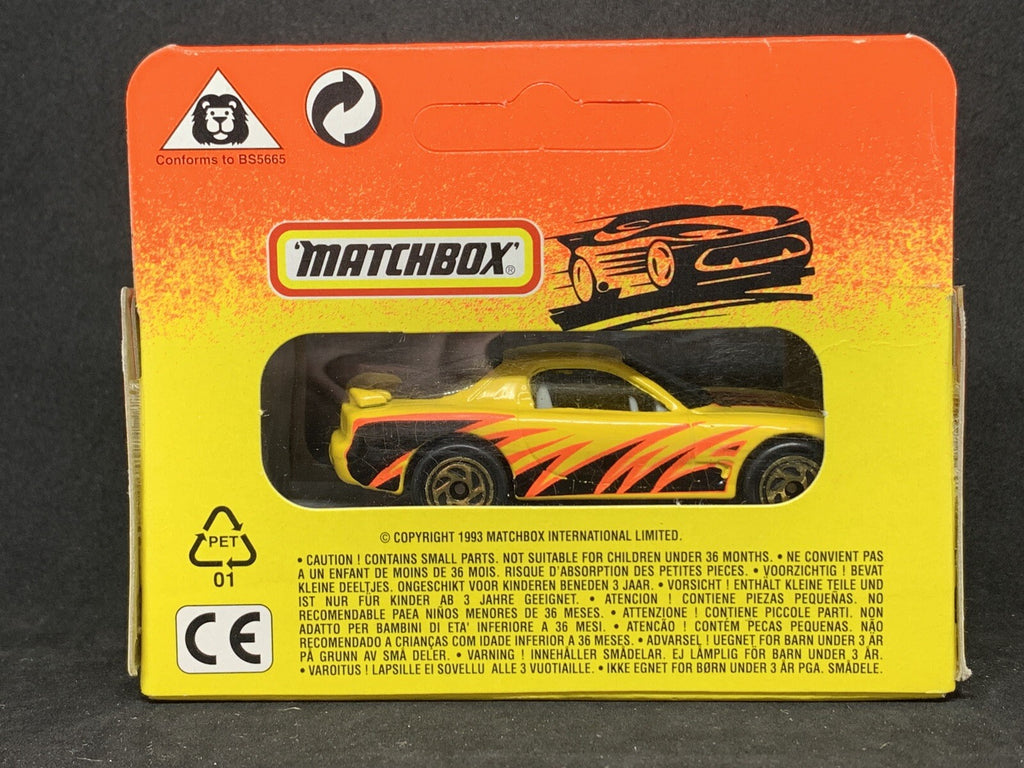 Conforms to BS5665
'MATCHBOX'®
PET
01
CE
© COPYRIGHT 1993 MATCHBOX INTERNATIONAL LIMITED.
• CAUTION ! CONTAINS SMALL PARTS. NOT SUITABLE FOR CHILDREN UNDER 36 MONTHS. • NE CONVIENT PAS
A UN ENFANT DE MOINS DE 36 MOIS. RISQUE D'ABSORPTION DES PETITES PIECES. • VOORZICHTIG ! BEVAT
KLEINE DEELTJES. ONGESCHIKT VOOR KINDEREN BENEDEN 3 JAAR. • VORSICHT ! ENTHÄLT KLEINE TEILE UND
IST NUR FÜR KINDER AB 3 JAHRE GEEIGNET. • ATENCION ! CONTIENE PIEZAS PEQUEÑAS. NO
RECOMENDABLE PAEA NIÑOS MENORES DE 36 MESES. • ATTENZIONE ! CONTIENE PICCOLE PARTI. NON
ADATTO PER BAMBINI DI ETA' INFERIORE A 36 MESI. • ATENCÃO ! CONTÉM PECAS PEQUENAS. NÃO
RECOMENDADO A CRIANÇAS COM IDADE INFERIOR A 36 MESES. • ADVARSEL ! UEGNET FOR BARN UNDER 3 ÅR
PÅ GRUNN AV SMÅ DELER. • VARNING ! INNEHÅLLER SMÅDELAR. EJ LÄMPLIG FÖR BARN UNDER 3 ÅR.
• VAROITUS ! LAPSILLE EI SOVELLU ALLE 3 VUOTIAILLE. • IKKE EGNET FOR BØRN UNDER 3 ÅR PGA. SMÅDELE.